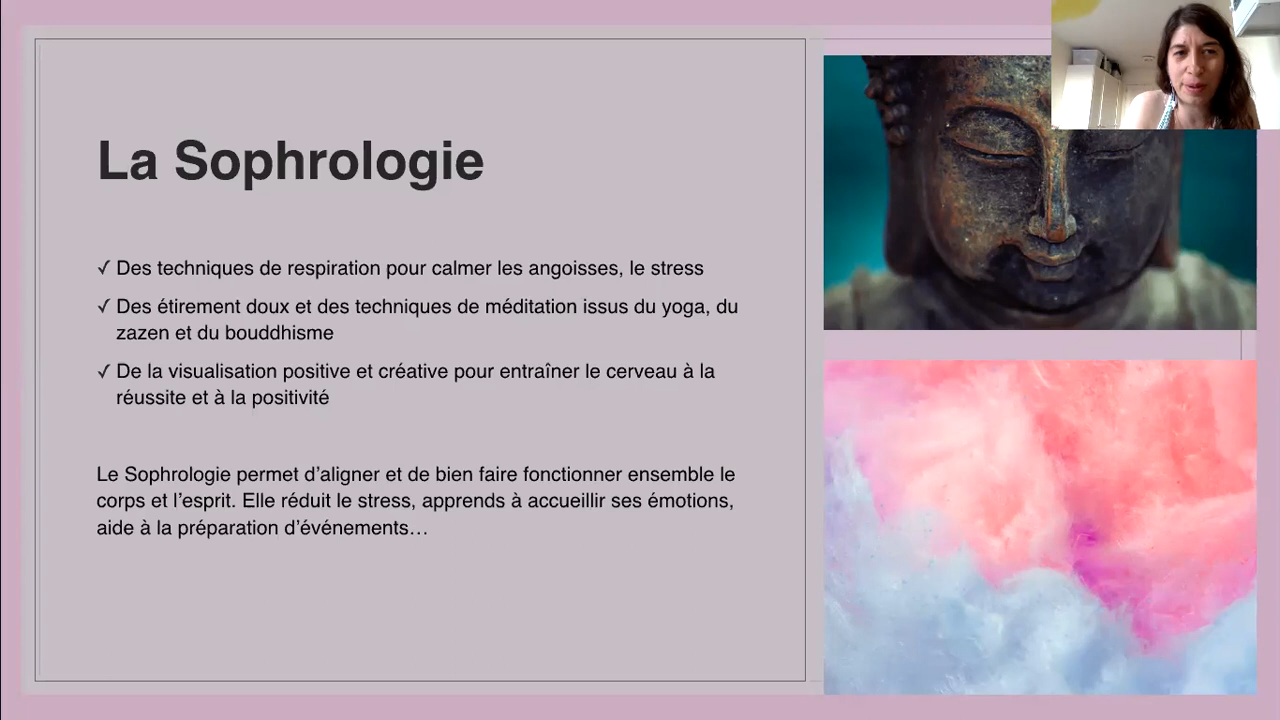 La Sophrologie
✓ Des techniques de respiration pour calmer les angoisses, le stress
✓ Des étirement doux et des techniques de méditation issus du yoga, du
zazen et du bouddhisme
✓ De la visualisation positive et créative pour entraîner le cerveau à la
réussite et à la positivité
Le Sophrologie permet d’aligner et de bien faire fonctionner ensemble le
corps et l’esprit. Elle réduit le stress, apprends à accueillir ses émotions,
aide à la préparation d’événements…